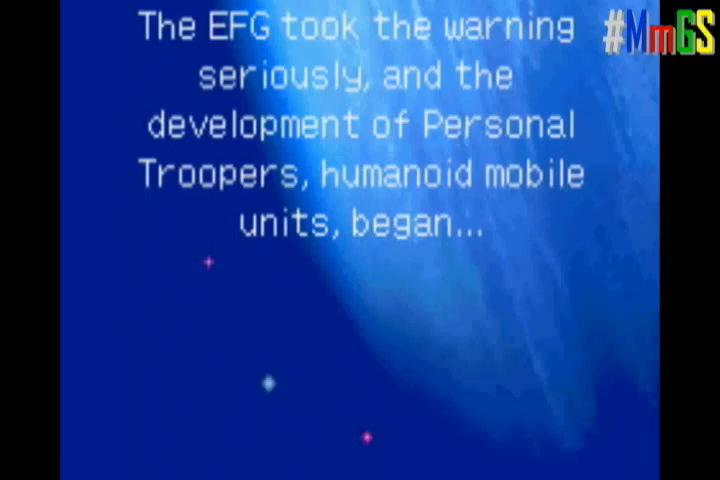 The EFG took the warning
seriously, and the
development of Personal
Troopers, humanoid mobile
units, began...
#MmGS